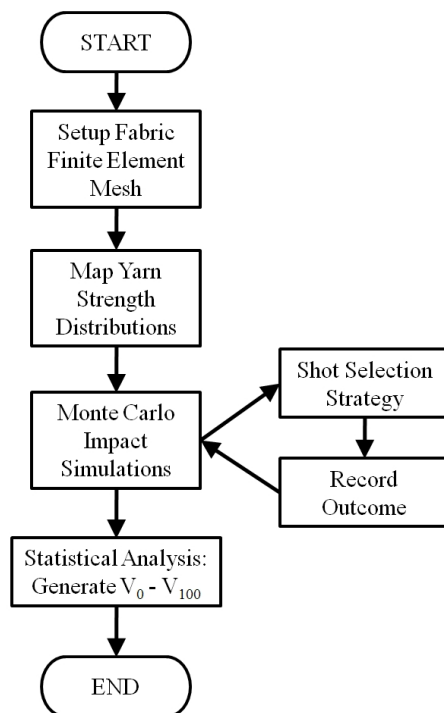 START
Setup Fabric
Finite Element
Mesh
Map Yarn
Strength
Distributions
Monte Carlo
Impact
Simulations
Shot Selection
Strategy
Record
Outcome
Statistical Analysis:
Generate V₀ - V₁₀₀
END